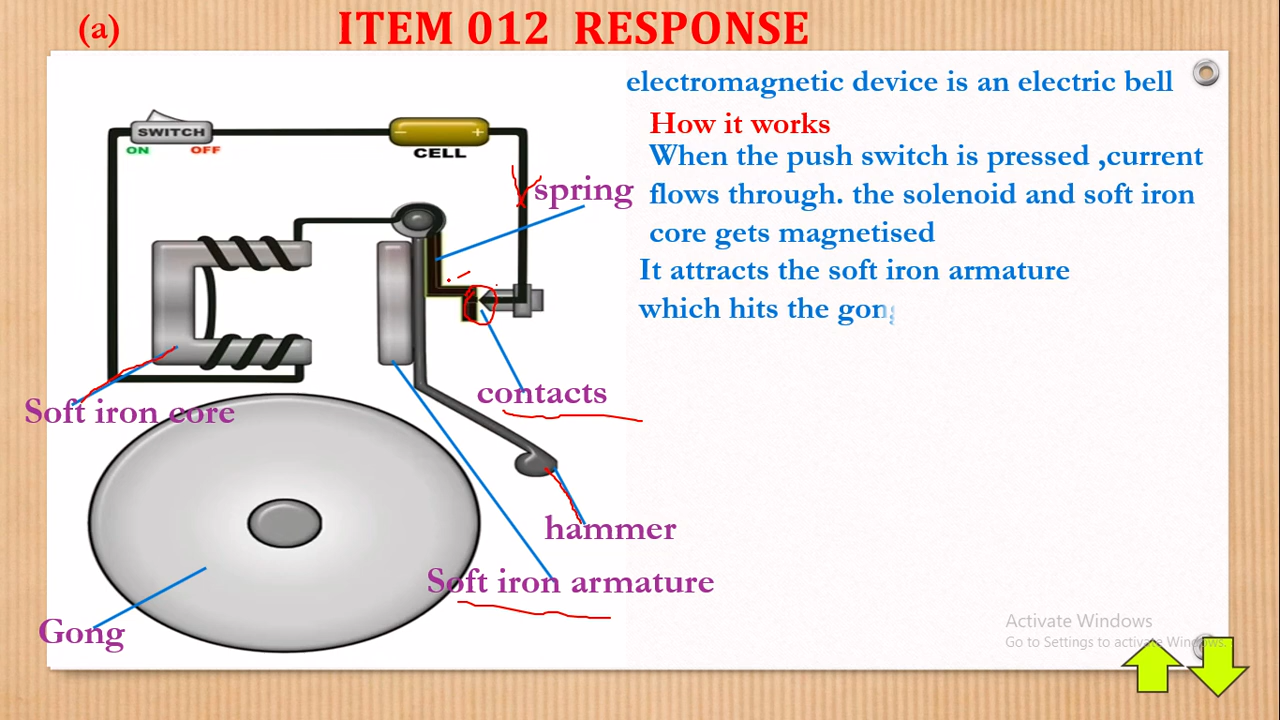 (a)
ITEM 012 RESPONSE
electromagnetic device is an electric bell
How it works
When the push switch is pressed ,current
flows through. the solenoid and soft iron
core gets magnetised
It attracts the soft iron armature
which hits the gong
SWITCH
ON OFF
- +
CELL
spring
contacts
Soft iron core
hammer
Soft iron armature
Gong
Activate Windows
Go to Settings to activate Windows.